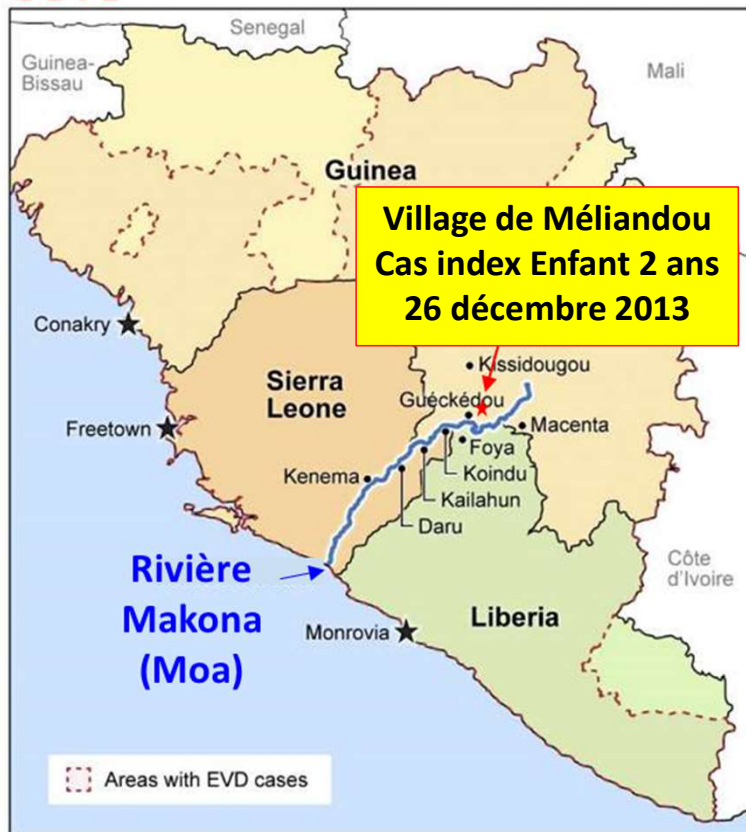 Senegal
Guinea-
Bissau
Mali
Guinea
Village de Méliandou
Cas index Enfant 2 ans
26 décembre 2013
Conakry
Kissidougou
Sierra
Leone
Guéckédou
Macenta
Freetown
Foya
Koindu
Kenema
Kailahun
Daru
Côte
d'Ivoire
Rivière
Makona
(Moa)
Liberia
Monrovia
Areas with EVD cases